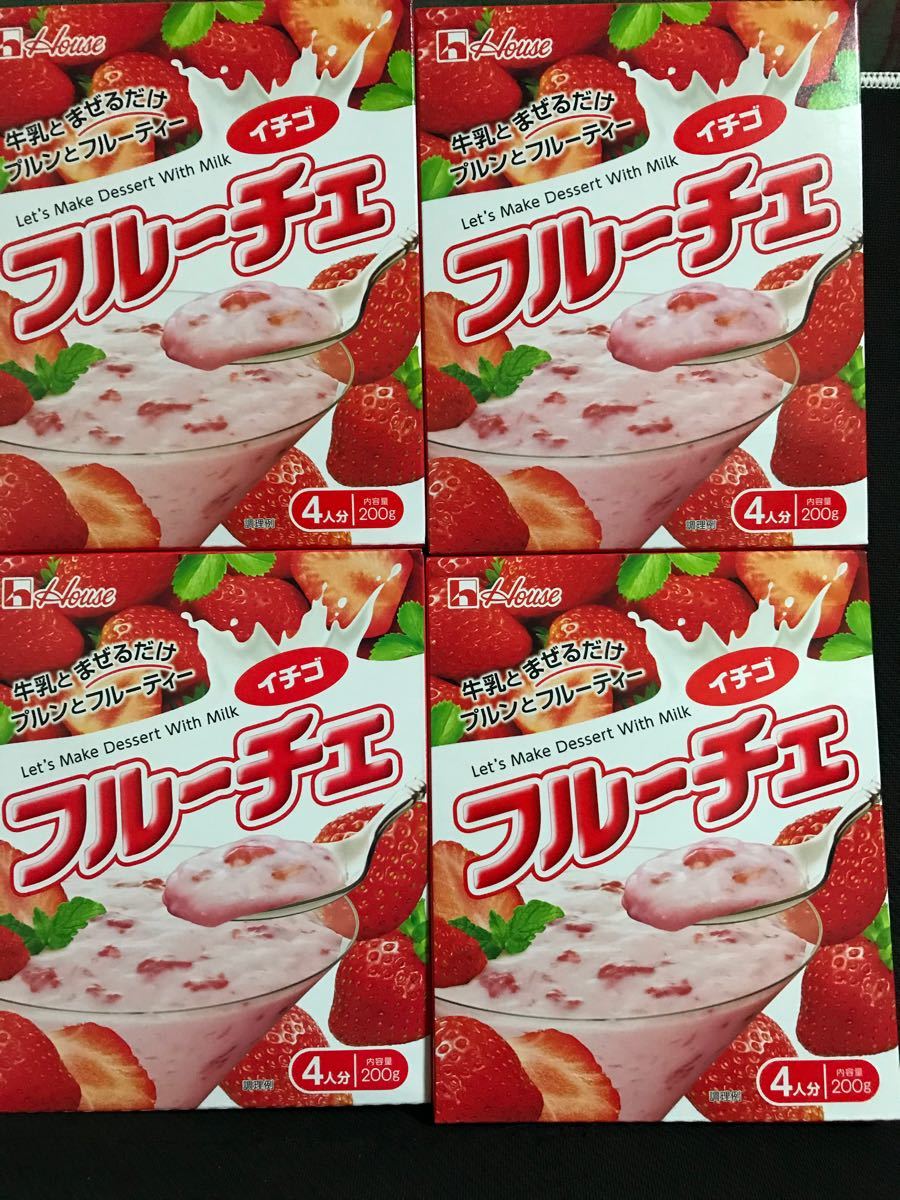 House
牛乳とまぜるだけ
プルンとフルーティー
イチゴ
Let's Make Dessert With Milk
フルーチェ
調理例
4人分
内容量
200g
House
牛乳とまぜるだけ
プルンとフルーティー
イチゴ
Let's Make Dessert With Milk
フルーチェ
調理例
4人分
内容量
200g
House
牛乳とまぜるだけ
プルンとフルーティー
イチゴ
Let's Make Dessert With Milk
フルーチェ
調理例
4人分
内容量
200g
House
牛乳とまぜるだけ
プルンとフルーティー
イチゴ
Let's Make Dessert With Milk
フルーチェ
調理例
4人分
内容量
200g